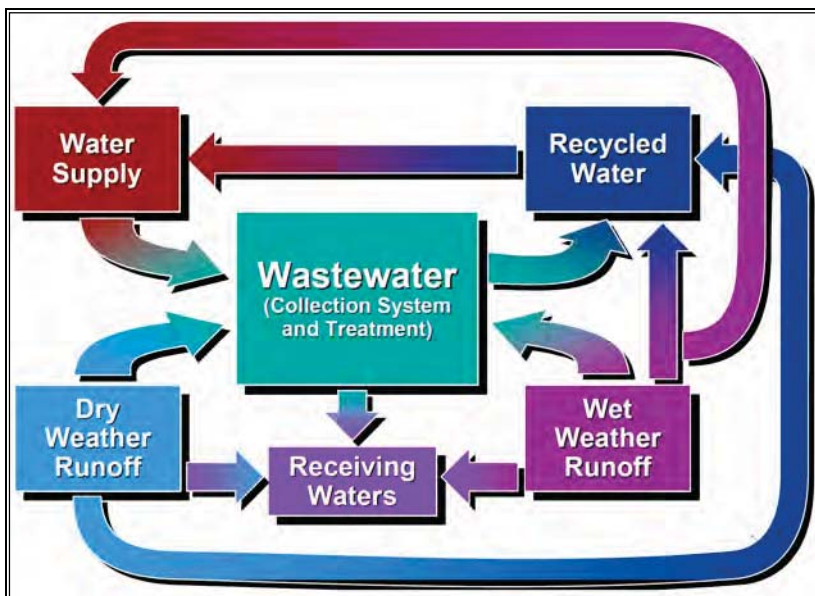 Water
Supply
Recycled
Water
Wastewater
(Collection System
and Treatment)
Dry
Weather
Runoff
Receiving
Waters
Wet
Weather
Runoff